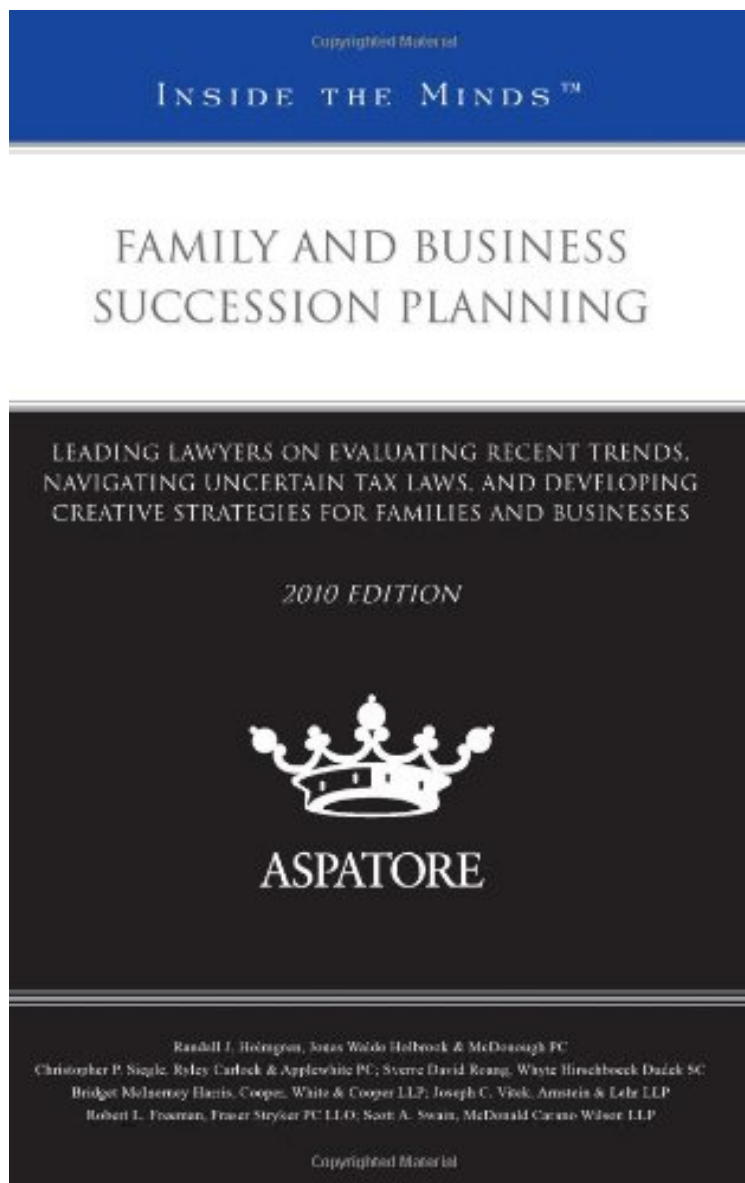 Copyrighted Material
INSIDE THE MINDS™
FAMILY AND BUSINESS
SUCCESSION PLANNING
LEADING LAWYERS ON EVALUATING RECENT TRENDS,
NAVIGATING UNCERTAIN TAX LAWS, AND DEVELOPING
CREATIVE STRATEGIES FOR FAMILIES AND BUSINESSES
2010 EDITION
ASPATORE
Randall J. Holmgren, Jones Waldo Holbrook & McDonough PC
Christopher P. Siegle, Ryley Carlock & Applewhite PC; Sverre David Roang, Whyte Hirschboeck Dudek SC
Bridget McInerney Harris, Cooper, White & Cooper LLP; Joseph C. Vitek, Arnstein & Lehr LLP
Robert L. Freeman, Fraser Stryker PC LLO; Scott A. Swain, McDonald Carano Wilson LLP
Copyrighted Material